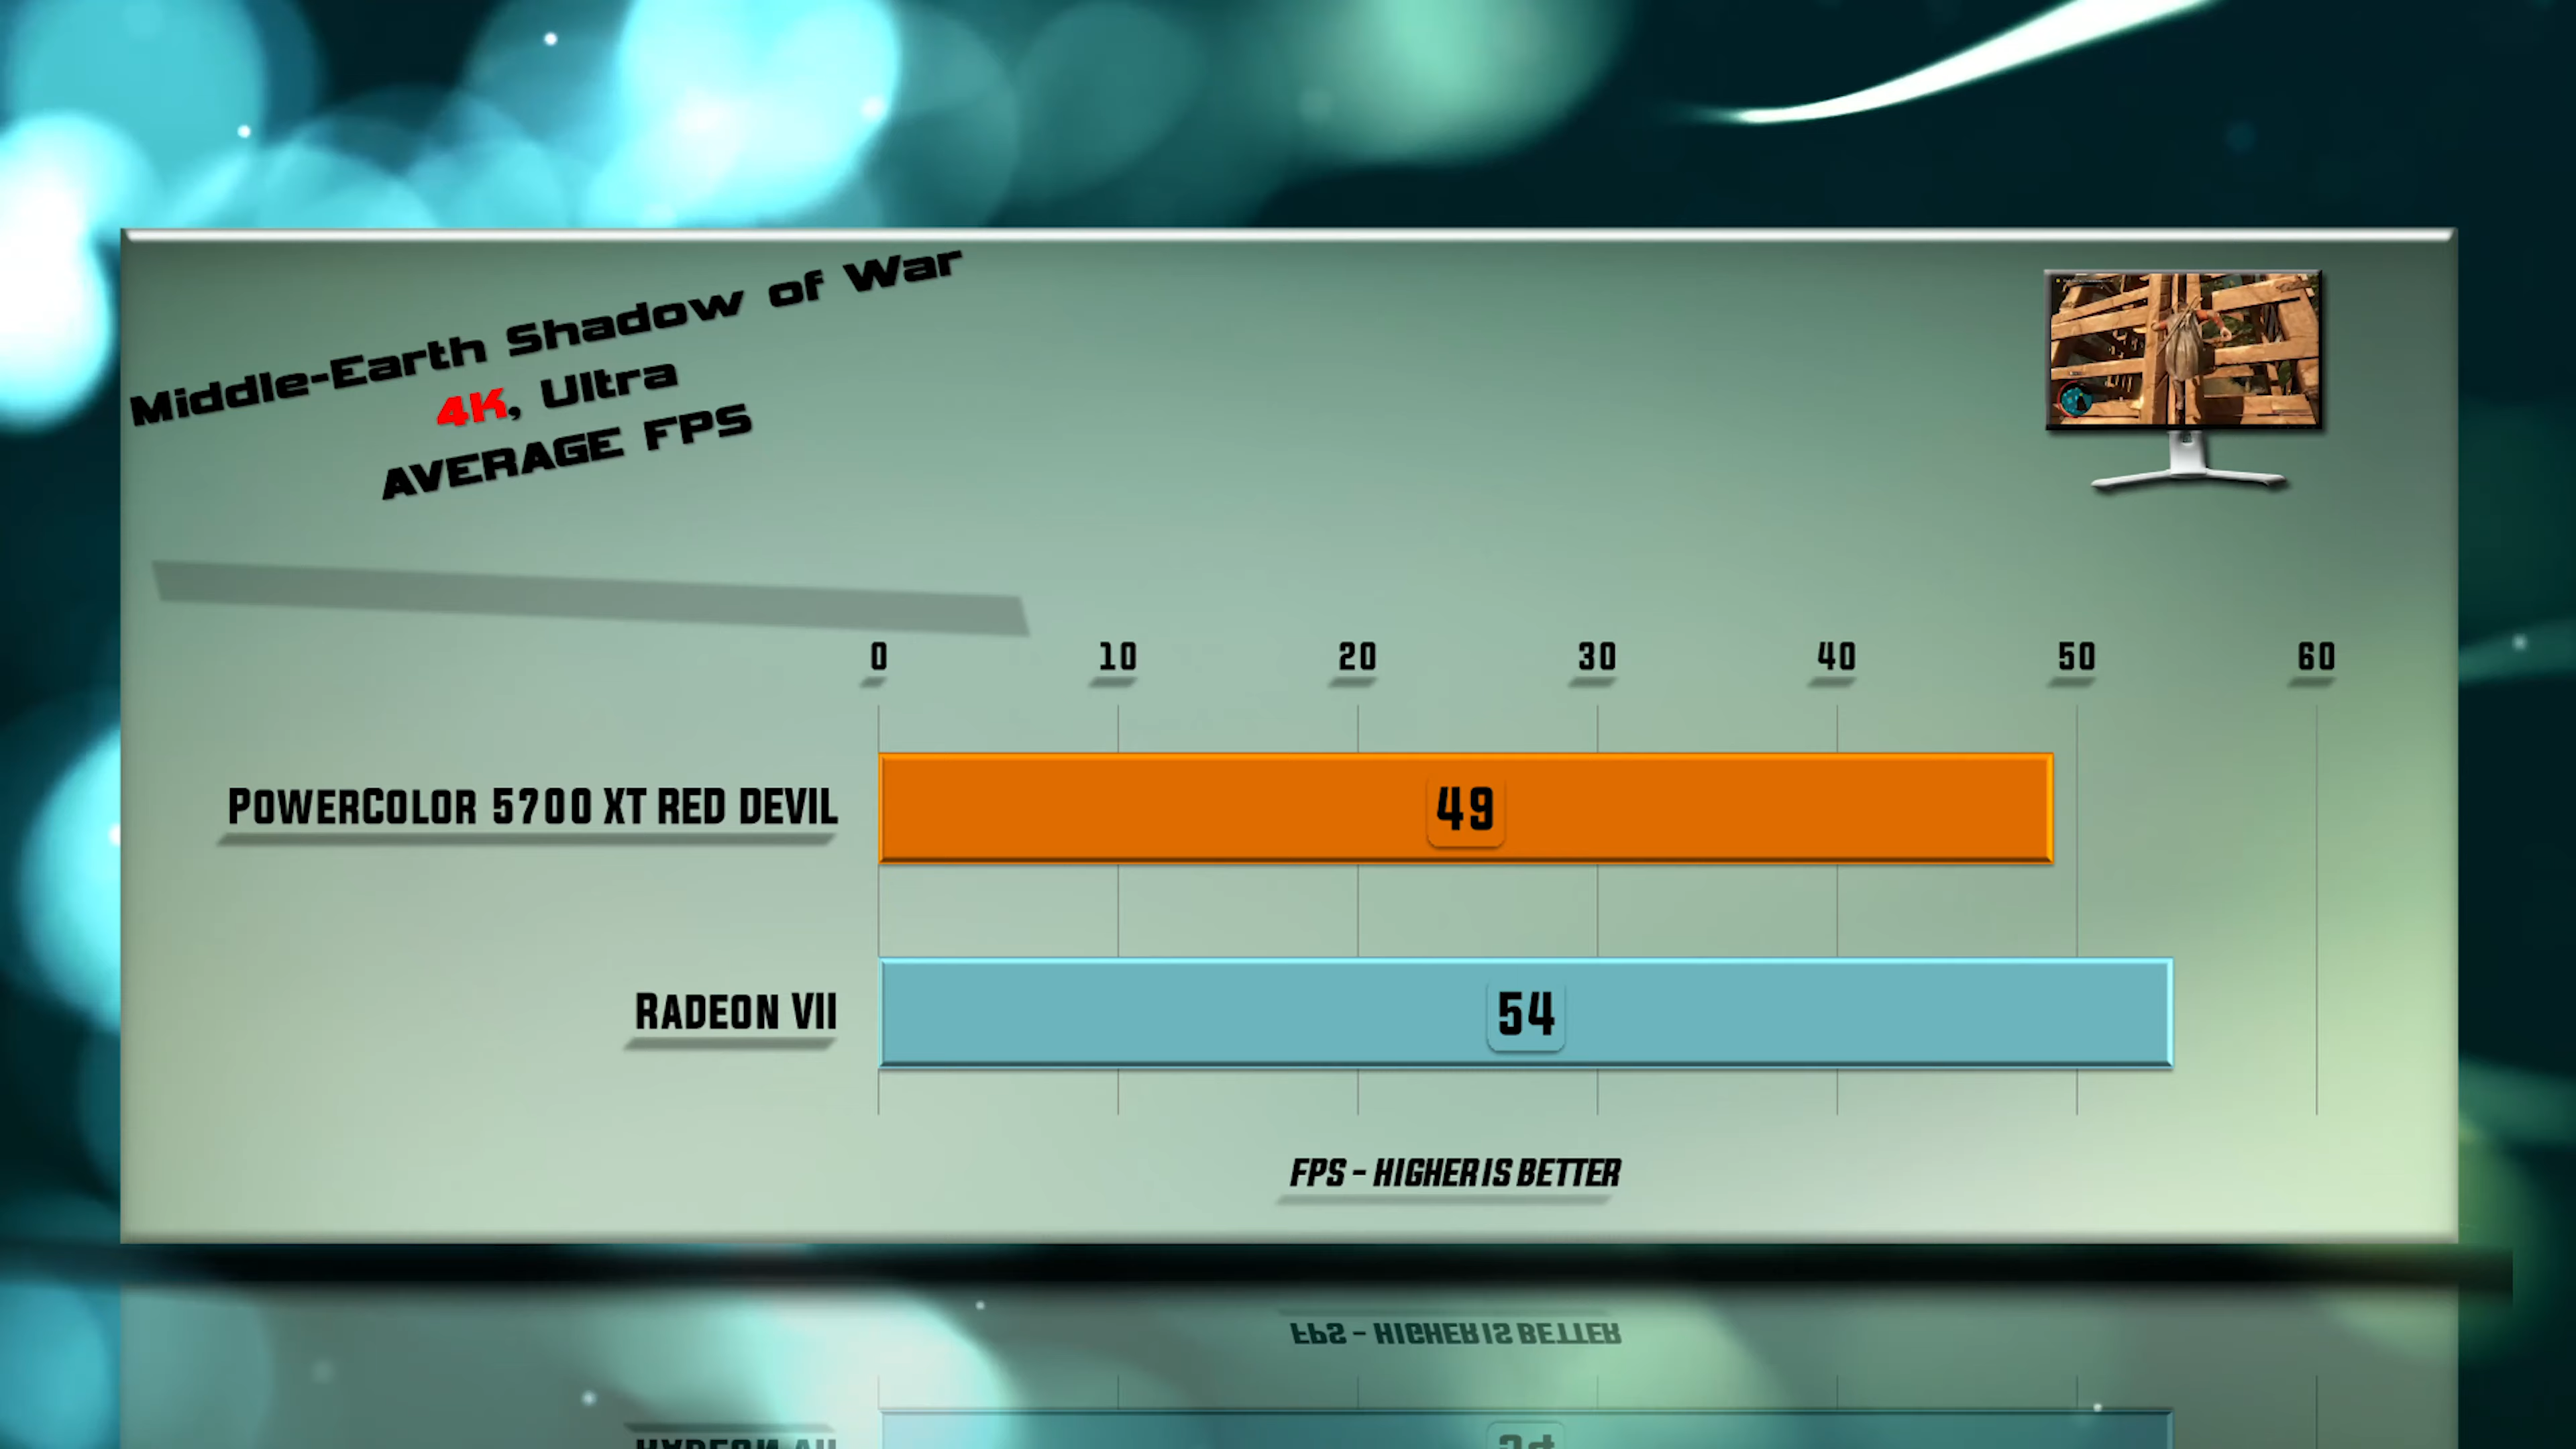 Middle-Earth Shadow of War
4K, Ultra
AVERAGE FPS
0 10 20 30 40 50 60
POWERCOLOR 5700 XT RED DEVIL
49
RADEON VII
54
FPS - HIGHER IS BETTER